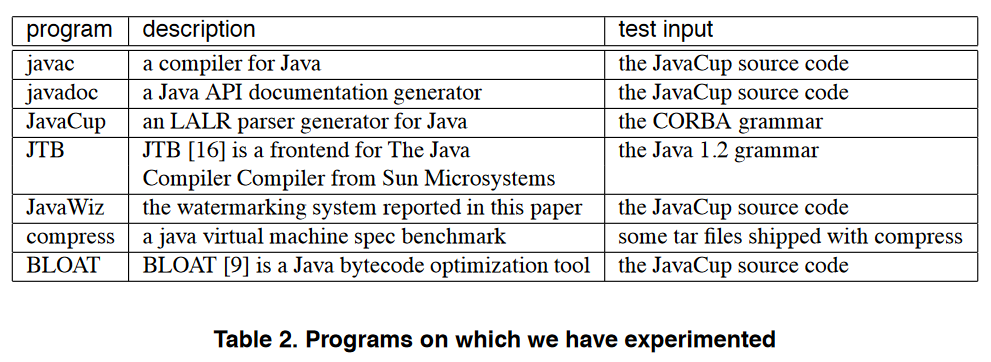 program description test input
javac a compiler for Java the JavaCup source code
javadoc a Java API documentation generator the JavaCup source code
JavaCup an LALR parser generator for Java the CORBA grammar
JTB JTB [16] is a frontend for The Java the Java 1.2 grammar
Compiler Compiler from Sun Microsystems
JavaWiz the watermarking system reported in this paper the JavaCup source code
compress a java virtual machine spec benchmark some tar files shipped with compress
BLOAT BLOAT [9] is a Java bytecode optimization tool the JavaCup source code
Table 2. Programs on which we have experimented